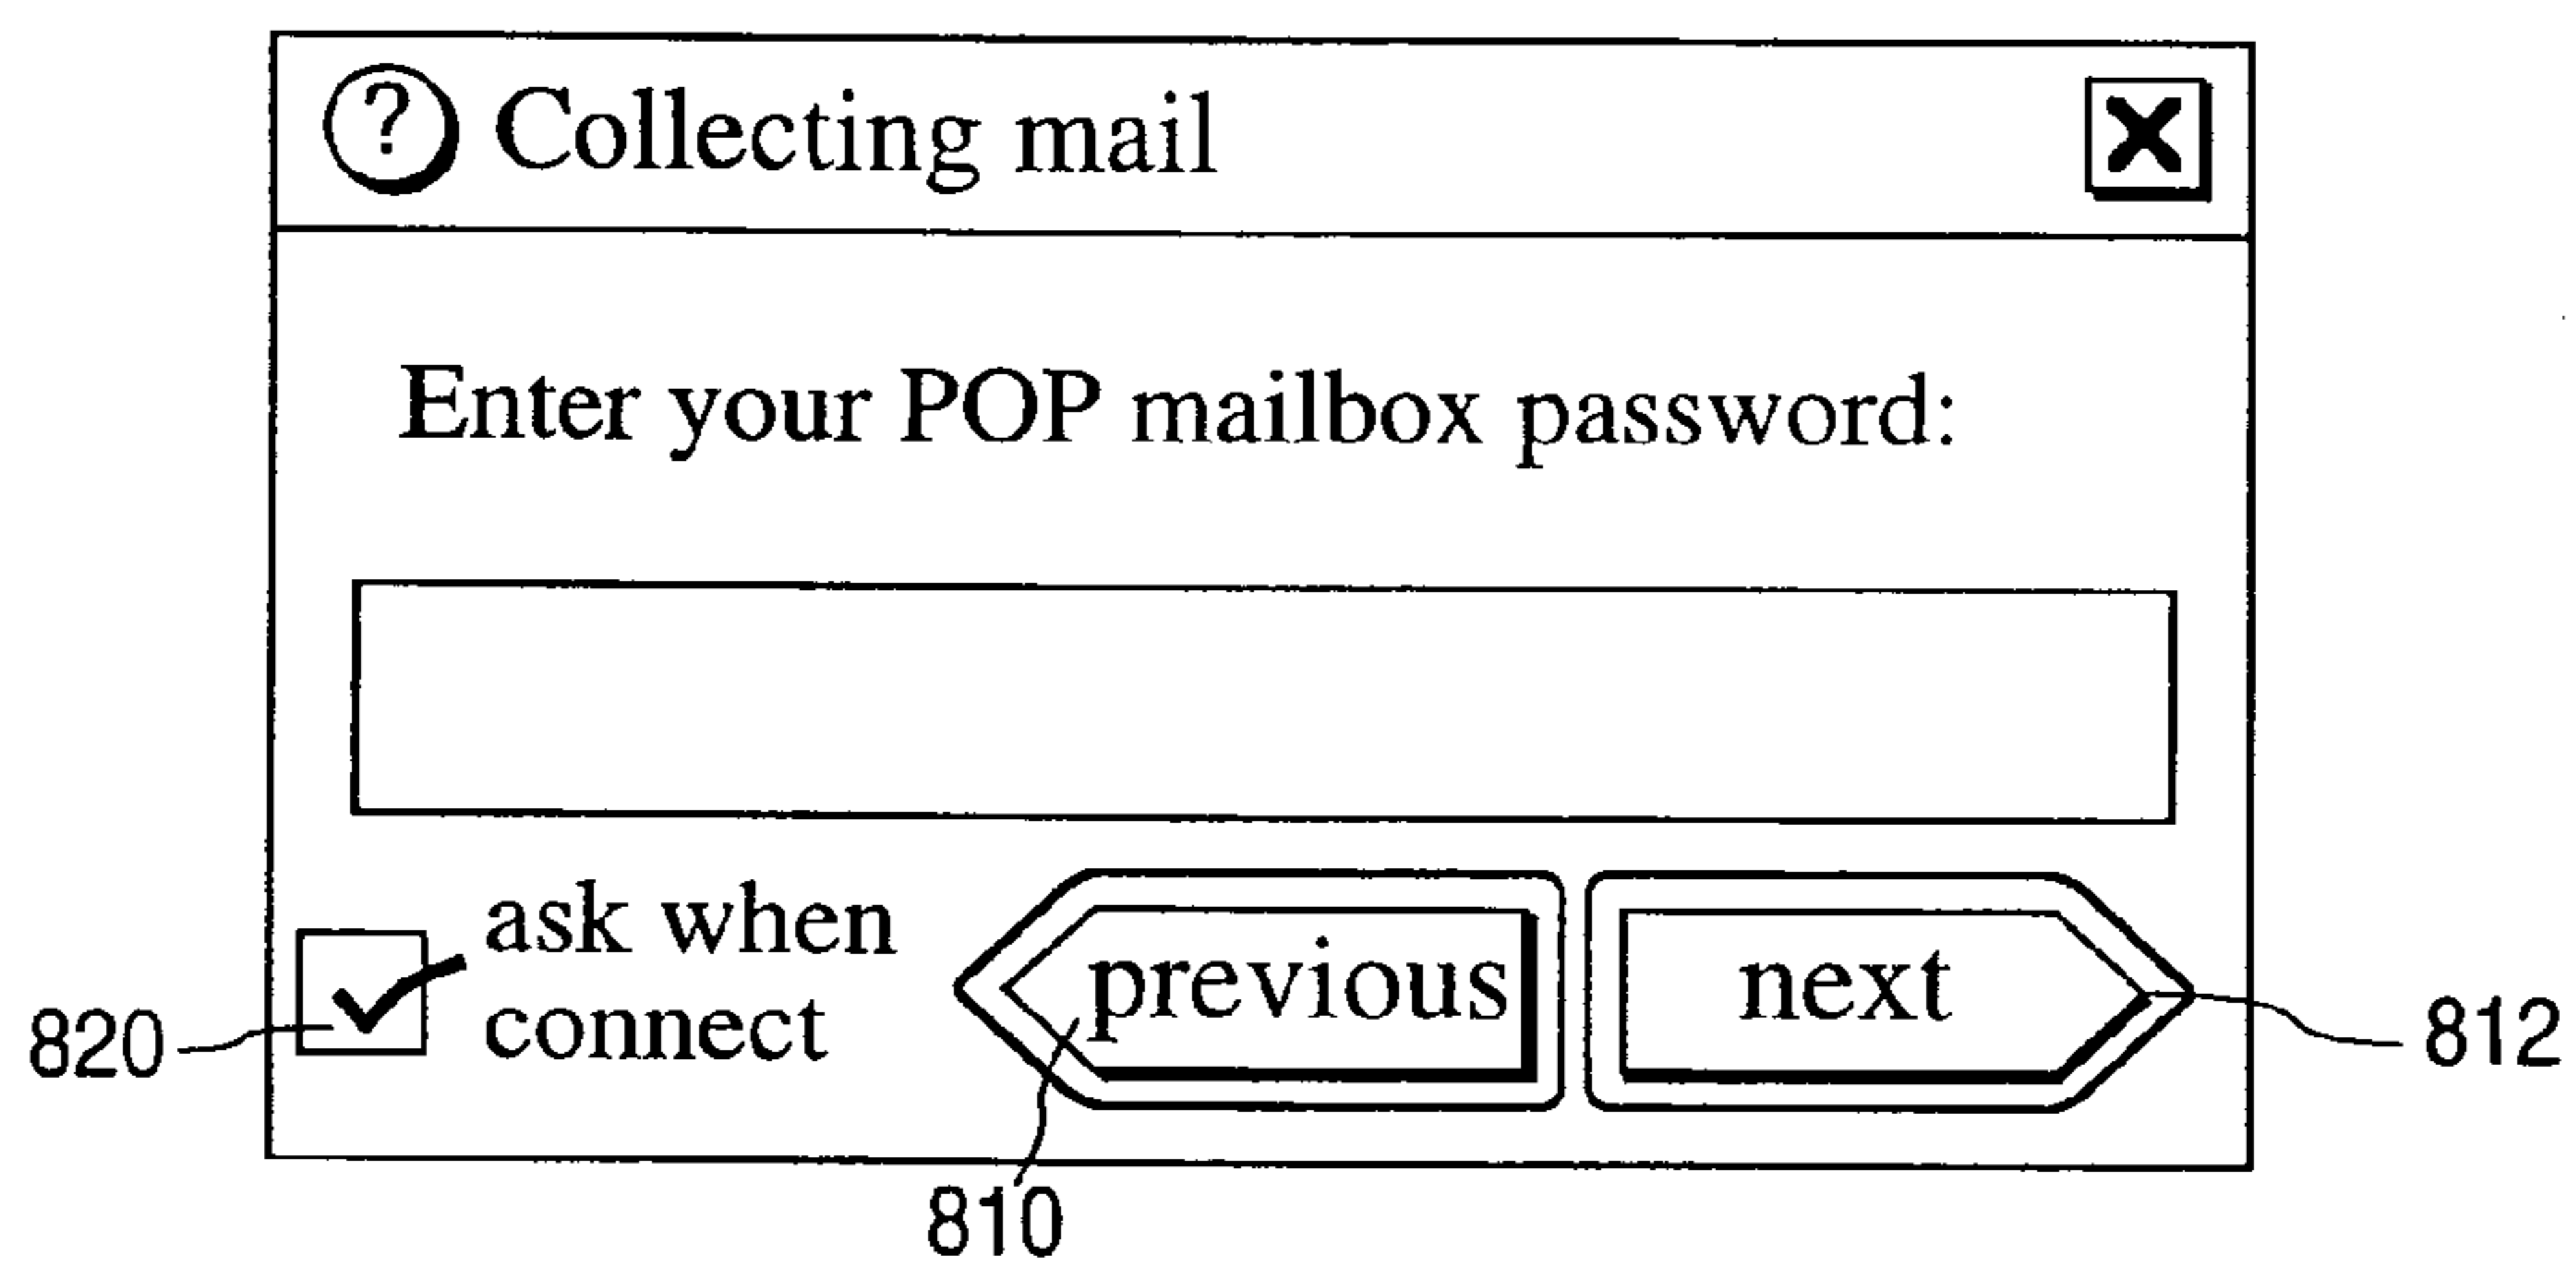 ? Collecting mail
Enter your POP mailbox password:
ask when
connect
previous
next
820
812
810